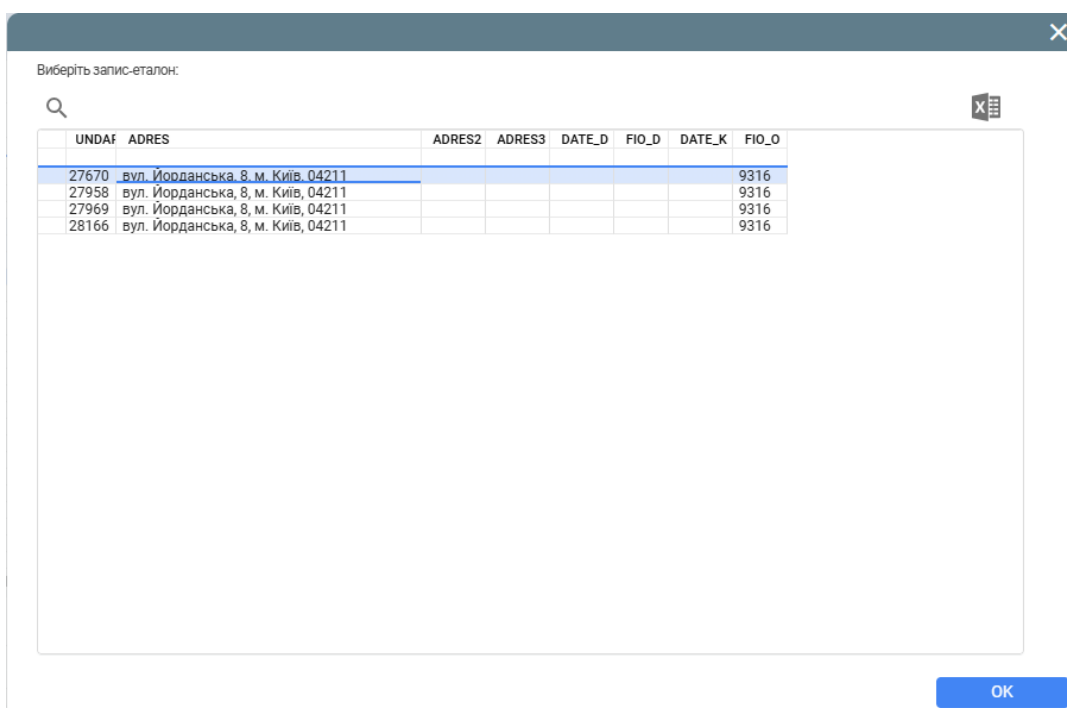 Виберіть запис-еталон:
UNDAF ADRES ADRES2 ADRES3 DATE_D FIO_D DATE_K FIO_O
27670 вул. Йорданська, 8, м. Київ, 04211 9316
27958 вул. Йорданська, 8, м. Київ, 04211 9316
27969 вул. Йорданська, 8, м. Київ, 04211 9316
28166 вул. Йорданська, 8, м. Київ, 04211 9316
OK